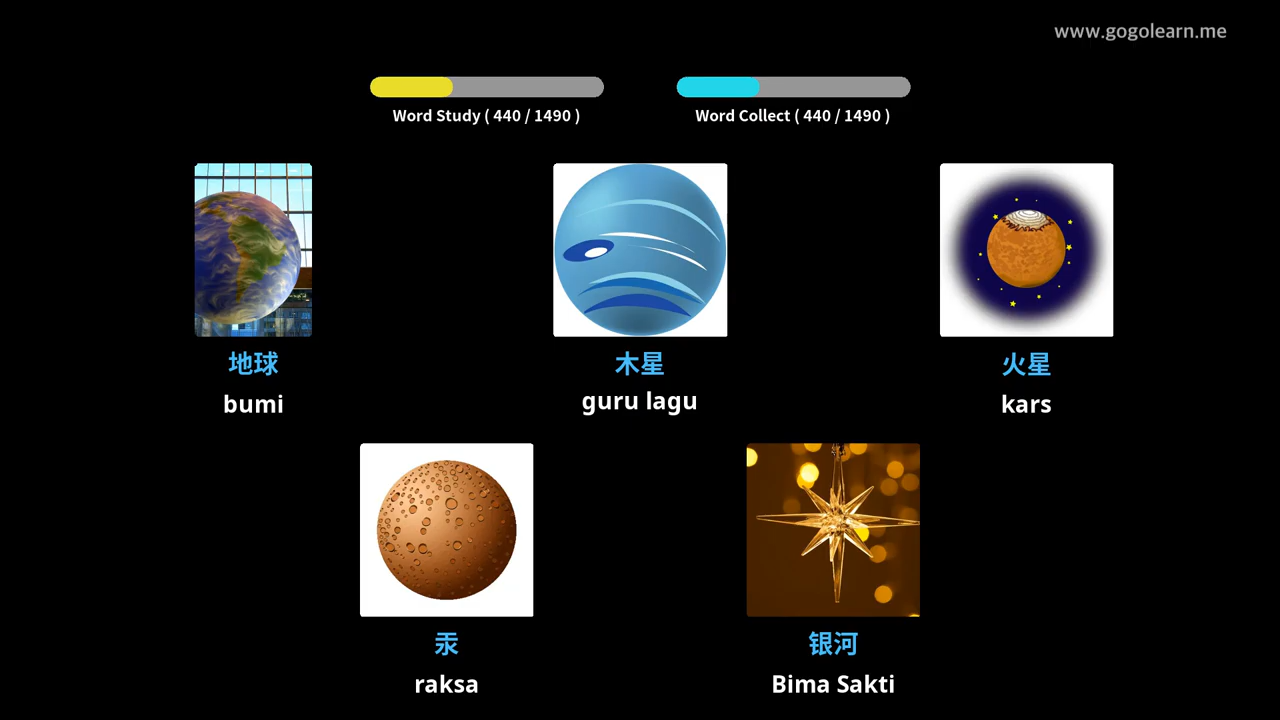 www.gogolearn.me
Word Study ( 440 / 1490 )
Word Collect ( 440 / 1490 )
地球
木星
火星
bumi
guru lagu
kars
汞
银河
raksa
Bima Sakti